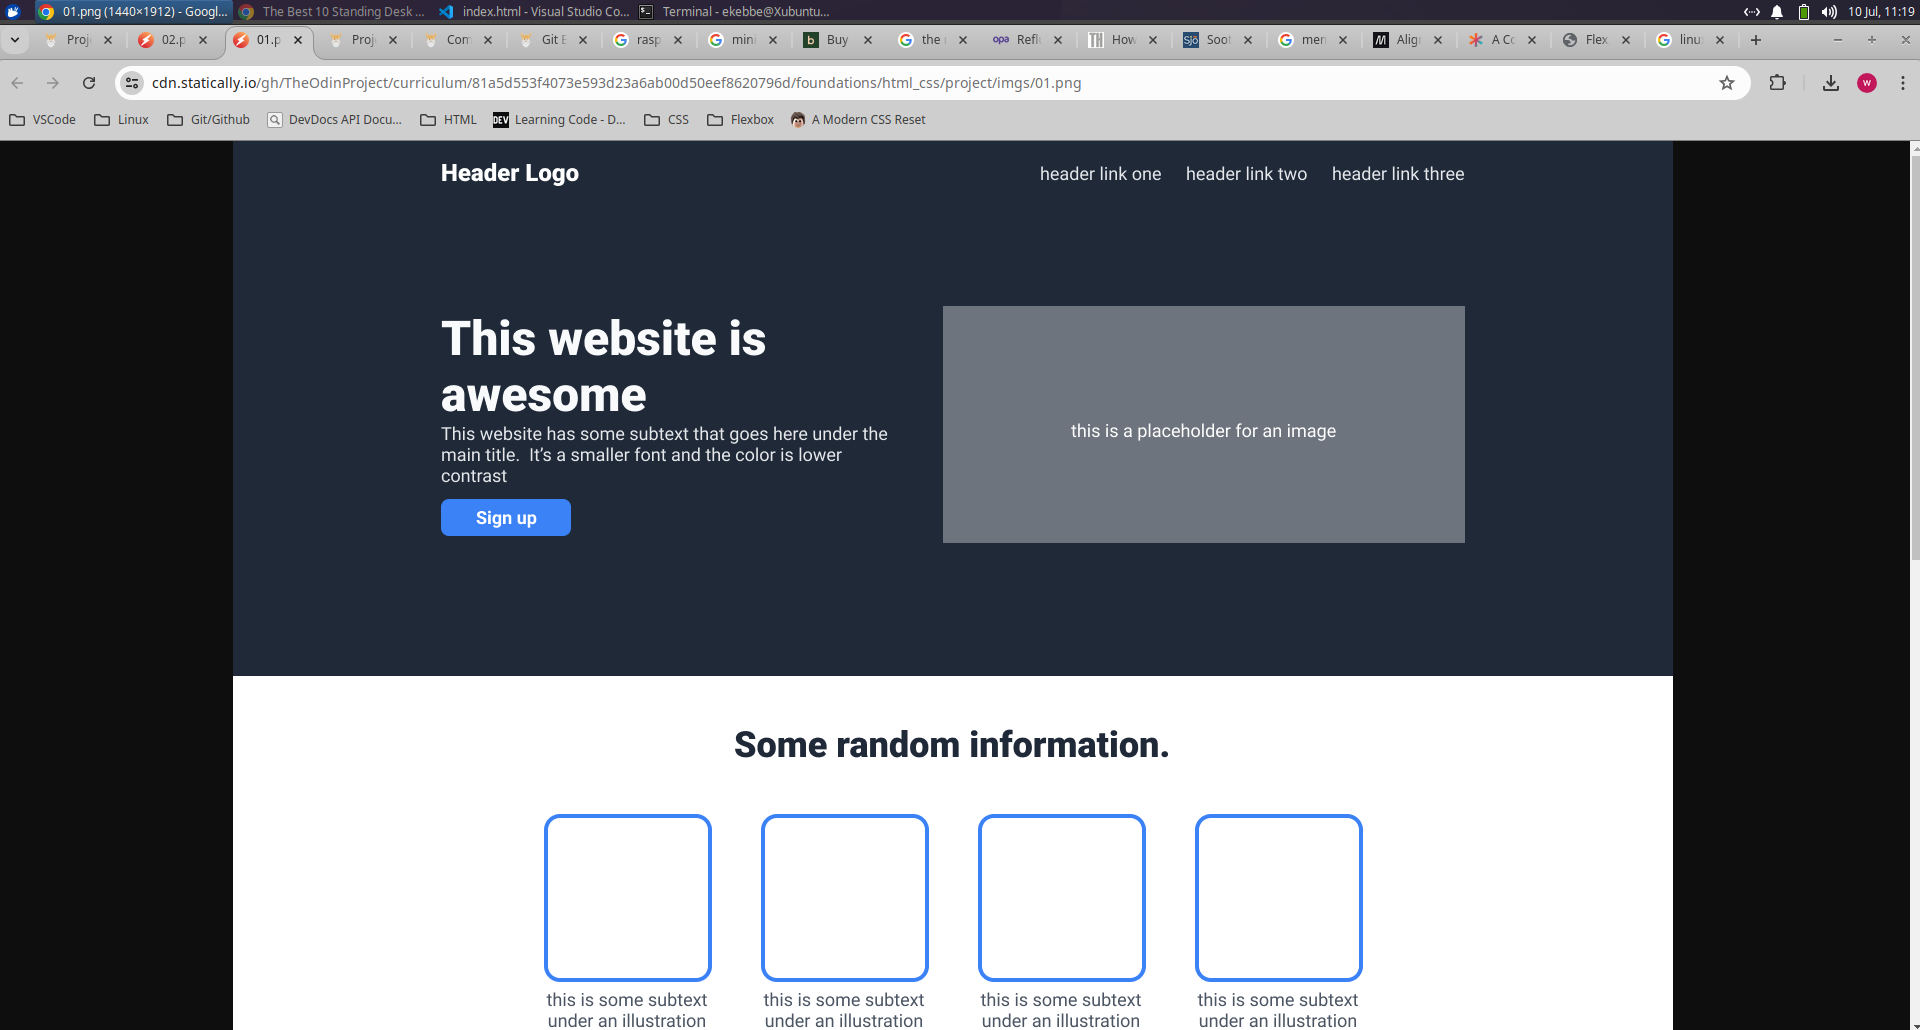 01.png (1440×1912) - Googl... The Best 10 Standing Desk ... index.html - Visual Studio Co... Terminal - ekebbe@Xubuntu... 10 Jul, 11:19
Proj 02.p 01.p Proj Com Git B rasp mini b Buy the opa Refl How Sjö Soot men Alig A Co Flex linu
cdn.statically.io/gh/TheOdinProject/curriculum/81a5d553f4073e593d23a6ab00d50eef8620796d/foundations/html_css/project/imgs/01.png w
VSCode Linux Git/Github DevDocs API Docu... HTML DEV Learning Code - D... CSS Flexbox A Modern CSS Reset
Header Logo header link one header link two header link three
This website is
awesome
This website has some subtext that goes here under the
main title. It’s a smaller font and the color is lower
contrast
Sign up
this is a placeholder for an image
Some random information.
this is some subtext
under an illustration
this is some subtext
under an illustration
this is some subtext
under an illustration
this is some subtext
under an illustration